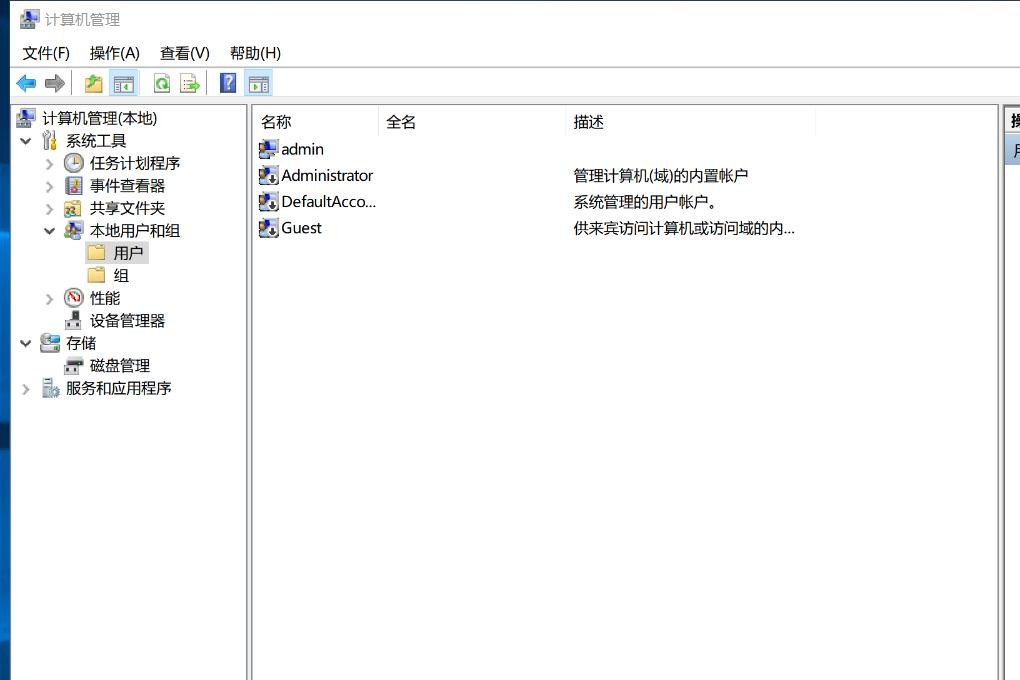 计算机管理
文件(F) 操作(A) 查看(V) 帮助(H)
计算机管理(本地)
系统工具
任务计划程序
事件查看器
共享文件夹
本地用户和组
用户
组
性能
设备管理器
存储
磁盘管理
服务和应用程序
名称 全名 描述
admin
Administrator 管理计算机(域)的内置帐户
DefaultAcco... 系统管理的用户帐户。
Guest 供来宾访问计算机或访问域的内...